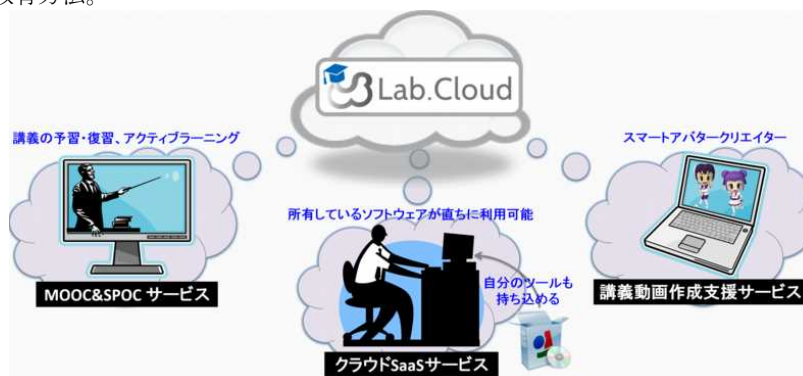 Lab.Cloud
講義の予習・復習、アクティブラーニング
スマートアバタークリエイター
所有しているソフトウェアが直ちに利用可能
自分のツールも
持ち込める
MOOC&SPOC サービス
講義動画作成支援サービス
クラウドSaaSサービス